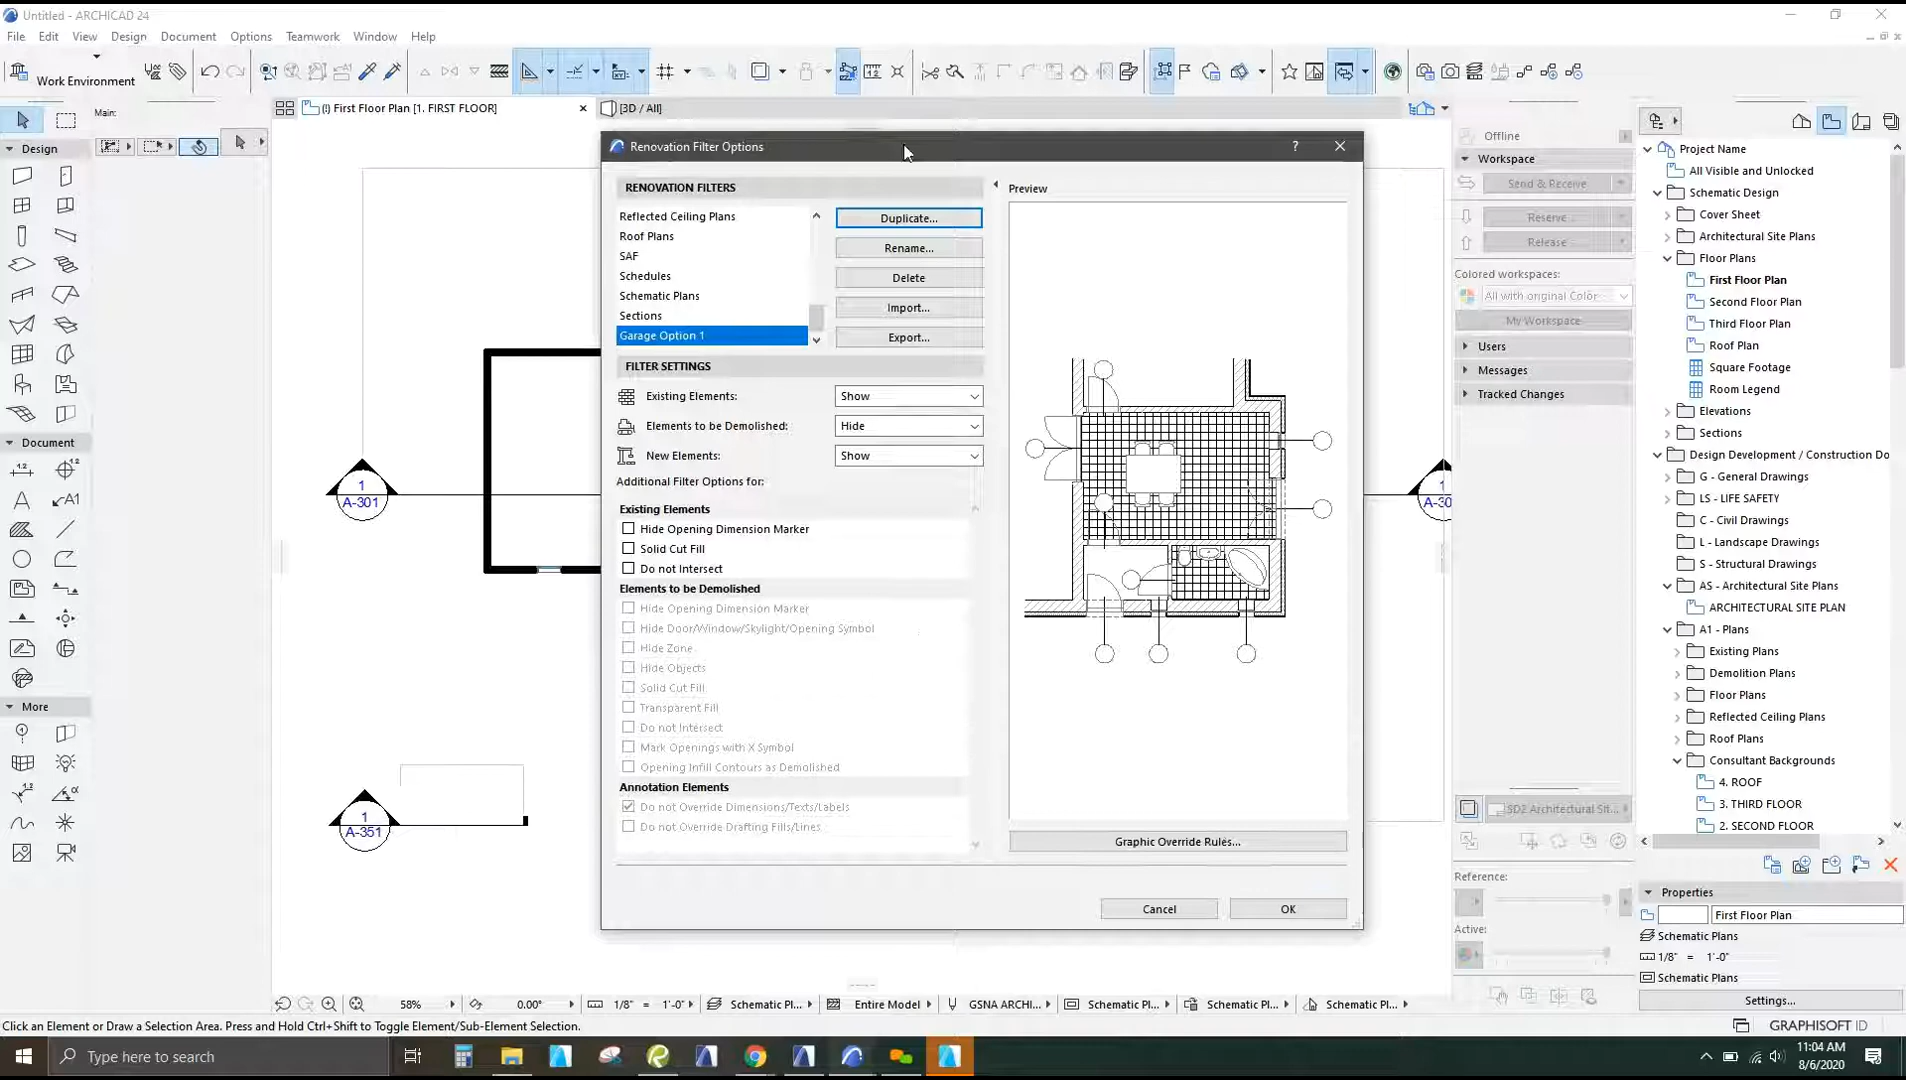 Untitled - ARCHICAD 24
File Edit View Design Document Options Teamwork Window Help
Work Environment
Main:
(!) First Floor Plan [1. FIRST FLOOR]
[3D / All]
Design
Document
More
1
A-301
1
A-351
A-30
Renovation Filter Options
?
RENOVATION FILTERS
Reflected Ceiling Plans
Roof Plans
SAF
Schedules
Schematic Plans
Sections
Garage Option 1
Duplicate...
Rename...
Delete
Import...
Export...
FILTER SETTINGS
Existing Elements: Show
Elements to be Demolished: Hide
New Elements: Show
Additional Filter Options for:
Existing Elements
Hide Opening Dimension Marker
Solid Cut Fill
Do not Intersect
Elements to be Demolished
Hide Opening Dimension Marker
Hide Door/Window/Skylight/Opening Symbol
Hide Zone
Hide Objects
Solid Cut Fill
Transparent Fill
Do not Intersect
Mark Openings with X Symbol
Opening Infill Contours as Demolished
Annotation Elements
Do not Override Dimensions/Texts/Labels
Do not Override Drafting Fills/Lines
Preview
Graphic Override Rules...
Cancel OK
Offline
Workspace
Send & Receive
Reserve
Release
Colored workspaces:
All with original Color
My Workspace
Users
Messages
Tracked Changes
SD2 Architectural Sit...
Reference:
Active:
Project Name
All Visible and Unlocked
Schematic Design
Cover Sheet
Architectural Site Plans
Floor Plans
First Floor Plan
Second Floor Plan
Third Floor Plan
Roof Plan
Square Footage
Room Legend
Elevations
Sections
Design Development / Construction Do
G - General Drawings
LS - LIFE SAFETY
C - Civil Drawings
L - Landscape Drawings
S - Structural Drawings
AS - Architectural Site Plans
ARCHITECTURAL SITE PLAN
A1 - Plans
Existing Plans
Demolition Plans
Floor Plans
Reflected Ceiling Plans
Roof Plans
Consultant Backgrounds
4. ROOF
3. THIRD FLOOR
2. SECOND FLOOR
Properties
First Floor Plan
Schematic Plans
1/8" = 1'-0"
Schematic Plans
Settings...
58% 0.00° 1/8" = 1'-0" Schematic Pl... Entire Model GSNA ARCHI... Schematic Pl... Schematic Pl... Schematic Pl...
Click an Element or Draw a Selection Area. Press and Hold Ctrl+Shift to Toggle Element/Sub-Element Selection.
GRAPHISOFT ID
Type here to search
11:04 AM
8/6/2020